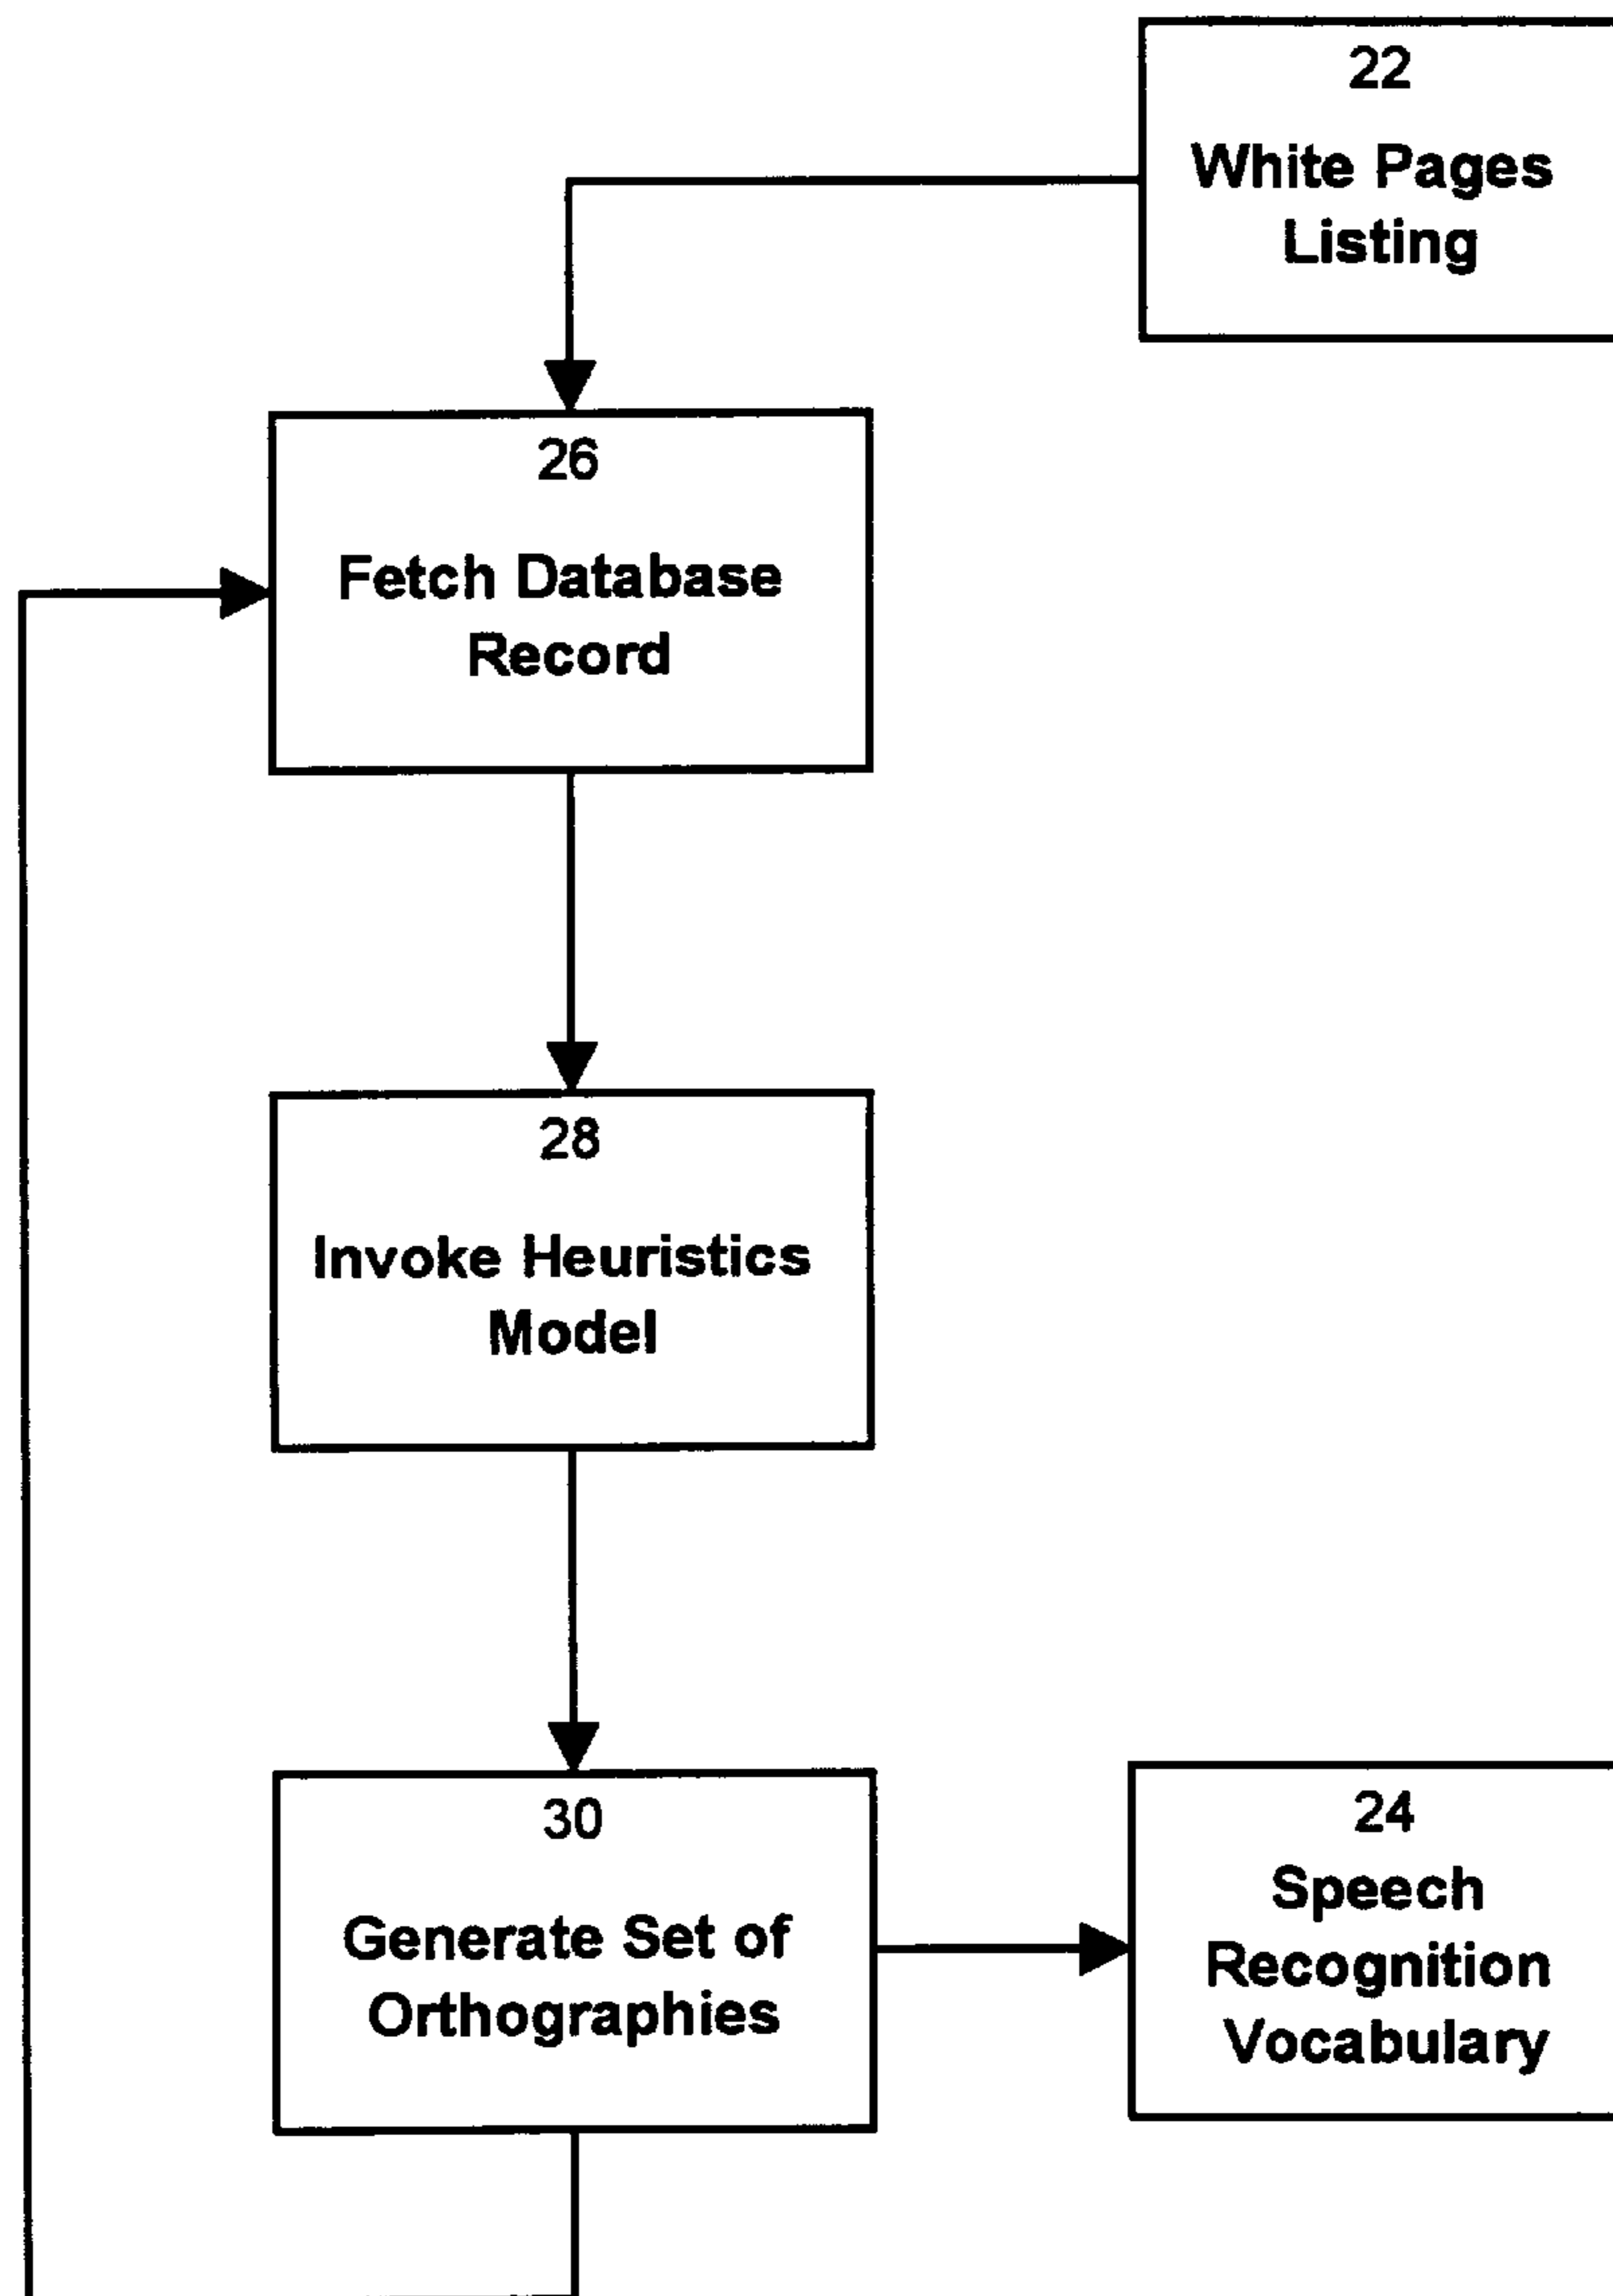 22
White Pages
Listing
26
Fetch Database
Record
28
Invoke Heuristics
Model
30
Generate Set of
Orthographies
24
Speech
Recognition
Vocabulary